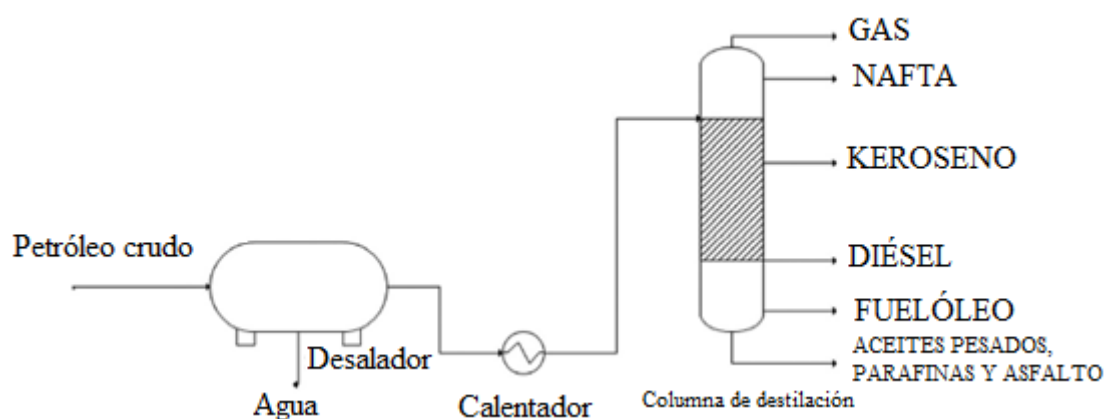 GAS
NAFTA
KEROSENO
Petróleo crudo
DIÉSEL
FUELÓLEO
ACEITES PESADOS,
PARAFINAS Y ASFALTO
Desalador
Agua
Calentador
Columna de destilación